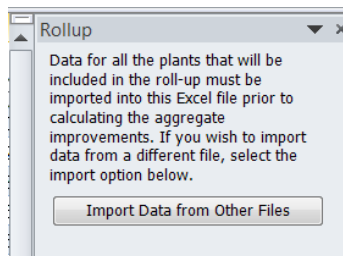 Rollup
Data for all the plants that will be
included in the roll-up must be
imported into this Excel file prior to
calculating the aggregate
improvements. If you wish to import
data from a different file, select the
import option below.
Import Data from Other Files